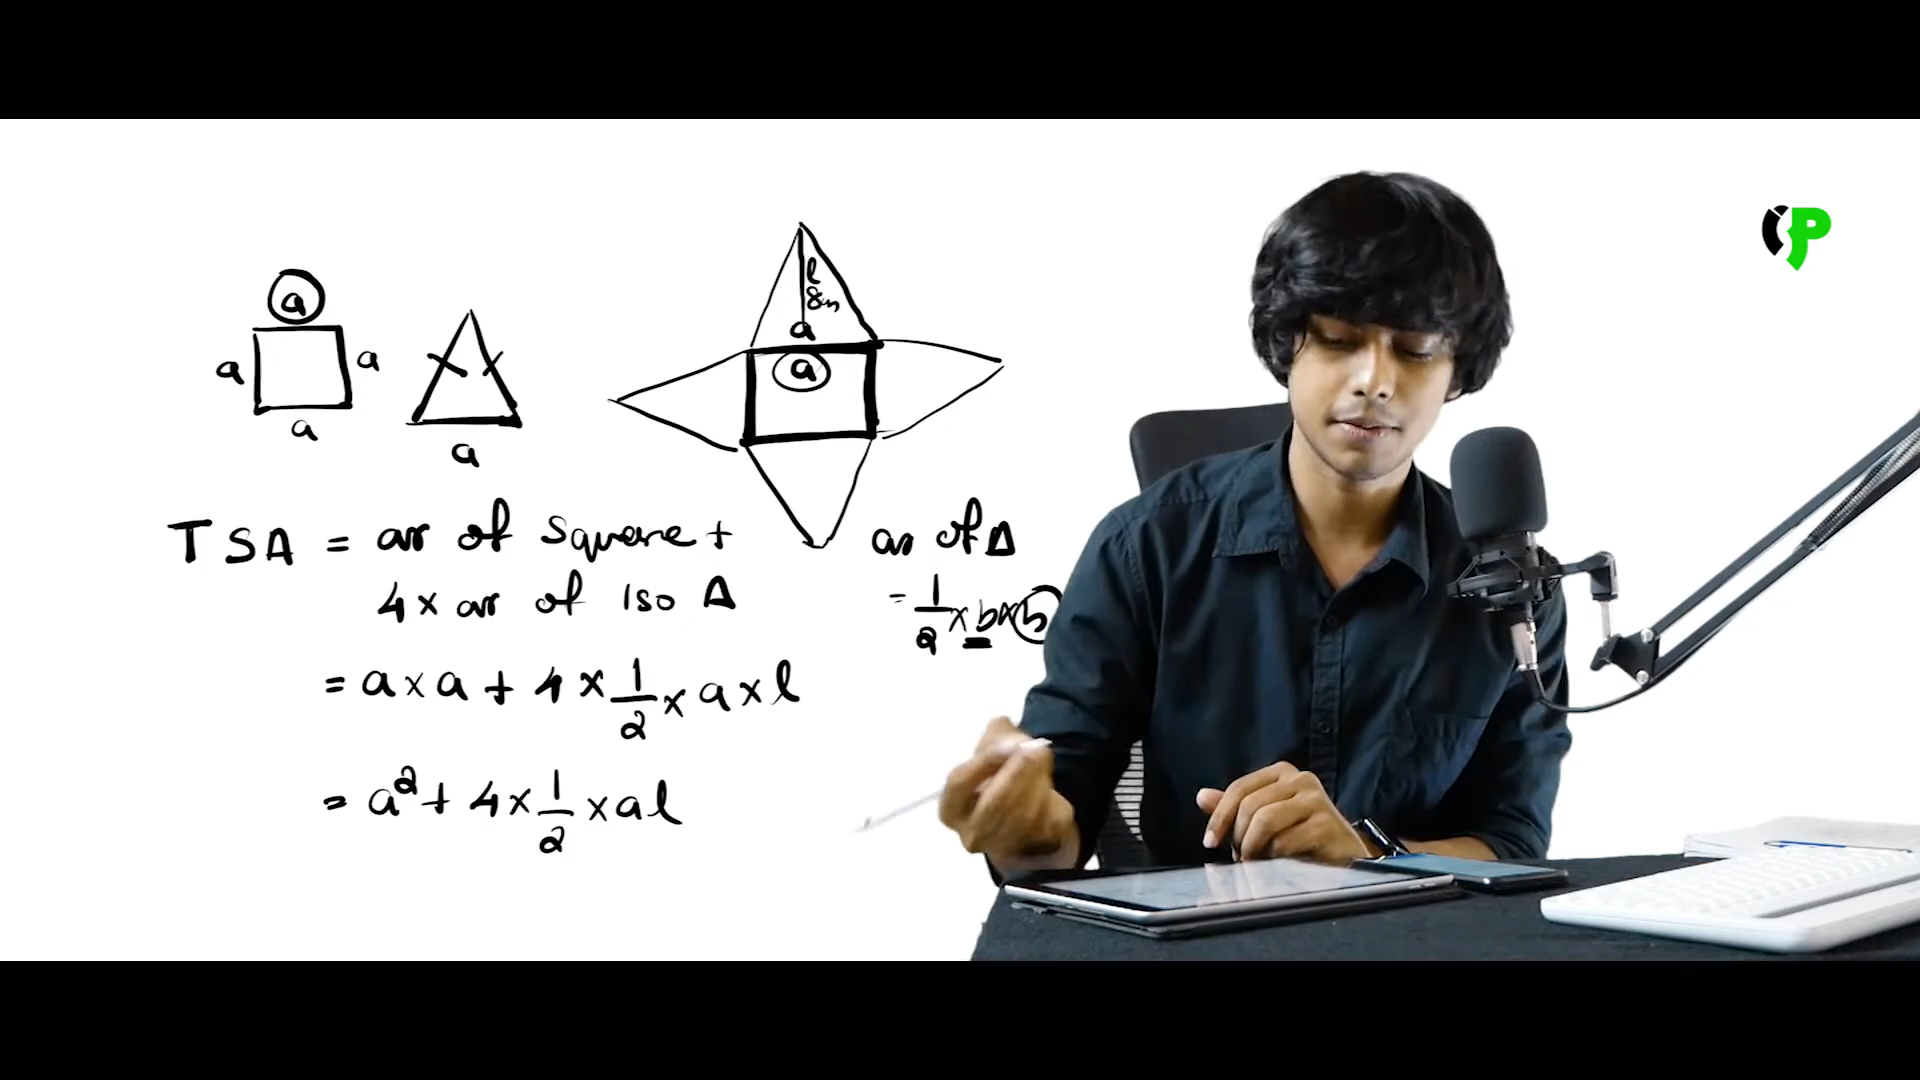 a
a a
a
a
l
8cm
a
a
TSA = ar of square +
4 × ar of iso Δ
= a × a + 4 × 1/2 × a × l
= a² + 4 × 1/2 × al
ar of Δ
= 1/2 × b × h
P